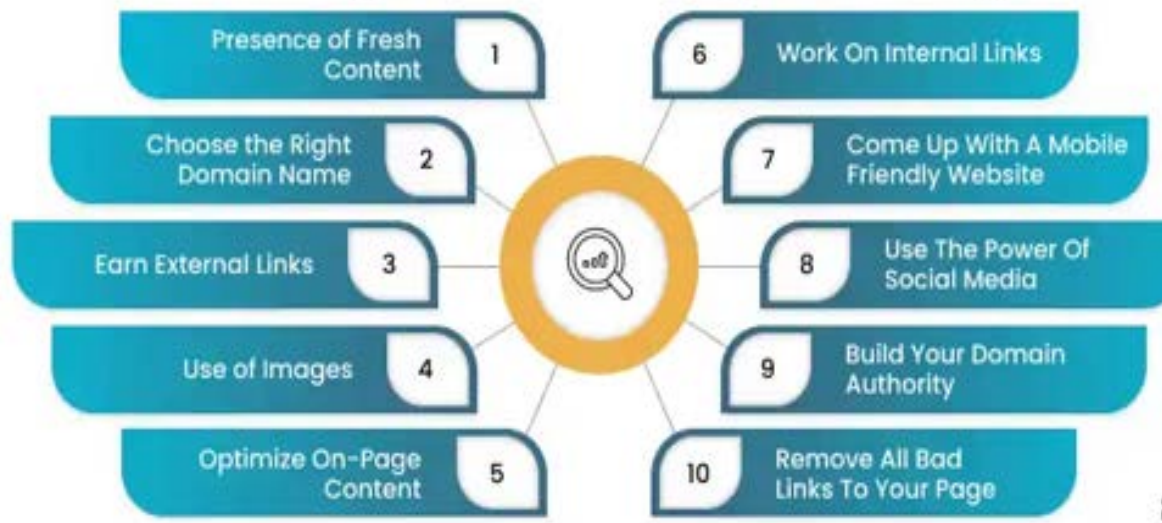 1
Presence of Fresh
Content
2
Choose the Right
Domain Name
3
Earn External Links
4
Use of Images
5
Optimize On-Page
Content
6
Work On Internal Links
7
Come Up With A Mobile
Friendly Website
8
Use The Power Of
Social Media
9
Build Your Domain
Authority
10
Remove All Bad
Links To Your Page